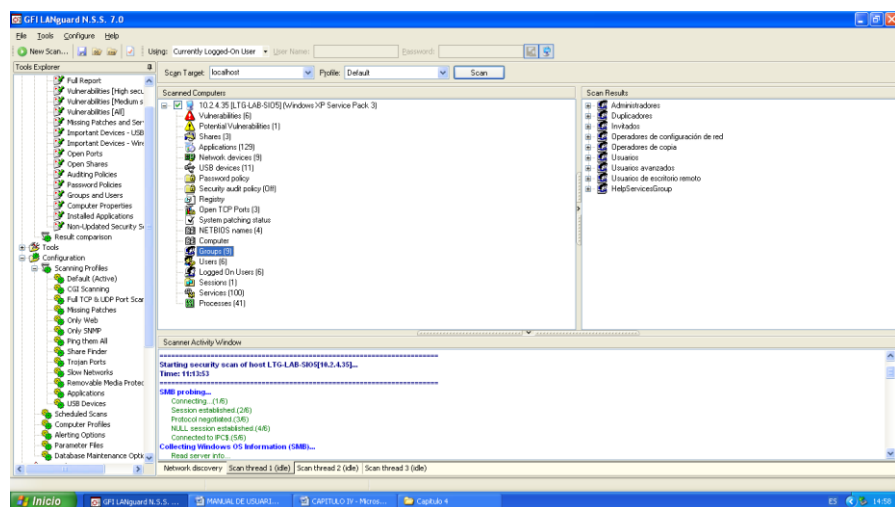 GFI LANguard N.S.S. 7.0
File Tools Configure Help
New Scan... Using: Currently Logged-On User User Name: Password:
Tools Explorer
Scan Target: localhost Profile: Default Scan
Full Report
Vulnerabilities [High secu
Vulnerabilities [Medium s
Vulnerabilities [All]
Missing Patches and Ser
Important Devices - USB
Important Devices - Wire
Open Ports
Open Shares
Auditing Policies
Password Policies
Groups and Users
Computer Properties
Installed Applications
Non-Updated Security S
Result comparison
Tools
Configuration
Scanning Profiles
Default (Active)
CGI Scanning
Full TCP & UDP Port Scar
Missing Patches
Only Web
Only SNMP
Ping them All
Share Finder
Trojan Ports
Slow Networks
Removable Media Protec
Applications
USB Devices
Scheduled Scans
Computer Profiles
Alerting Options
Parameter Files
Database Maintenance Optic
Scanned Computers
10.2.4.35 [LTG-LAB-SIO5] (Windows XP Service Pack 3)
Vulnerabilities (6)
Potential Vulnerabilities (1)
Shares (3)
Applications (129)
Network devices (9)
USB devices (11)
Password policy
Security audit policy (Off)
Registry
Open TCP Ports (3)
System patching status
NETBIOS names (4)
Computer
Groups (9)
Users (6)
Logged On Users (6)
Sessions (1)
Services (100)
Processes (41)
Scan Results
Administradores
Duplicadores
Invitados
Operadores de configuración de red
Operadores de copia
Usuarios
Usuarios avanzados
Usuarios de escritorio remoto
HelpServicesGroup
Scanner Activity Window
Starting security scan of host LTG-LAB-SIO5[10.2.4.35]...
Time: 11:13:53
SMB probing...
Connecting...(1/6)
Session established.(2/6)
Protocol negotiated.(3/6)
NULL session established.(4/6)
Connected to IPC$.(5/6)
Collecting Windows OS Information (SMB)...
Read server info...
Network discovery Scan thread 1 (idle) Scan thread 2 (idle) Scan thread 3 (idle)
Inicio GFI LANguard N.S.S. ... MANUAL DE USUARI... CAPITULO IV - Micros... Capitulo 4 ES 14:58